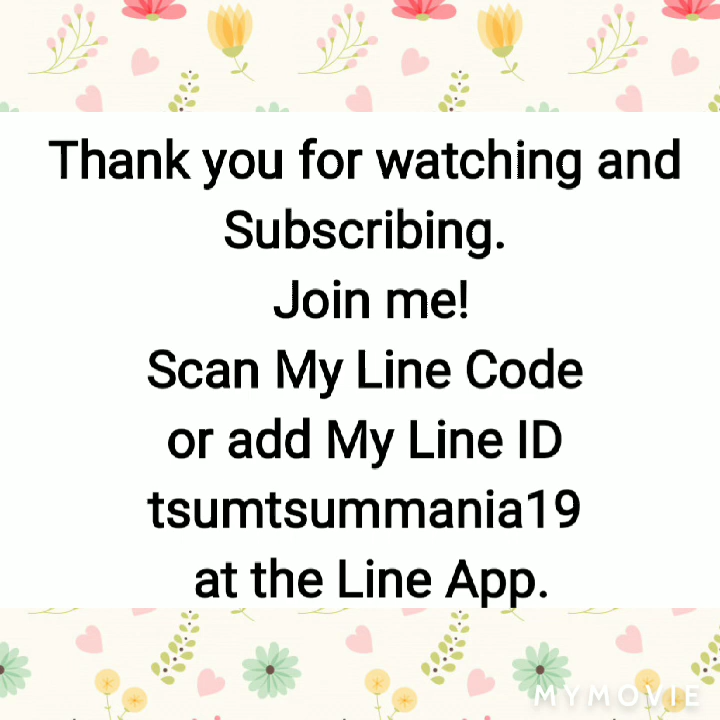 Thank you for watching and
Subscribing.
Join me!
Scan My Line Code
or add My Line ID
tsumtsummania19
at the Line App.
MYMOVIE